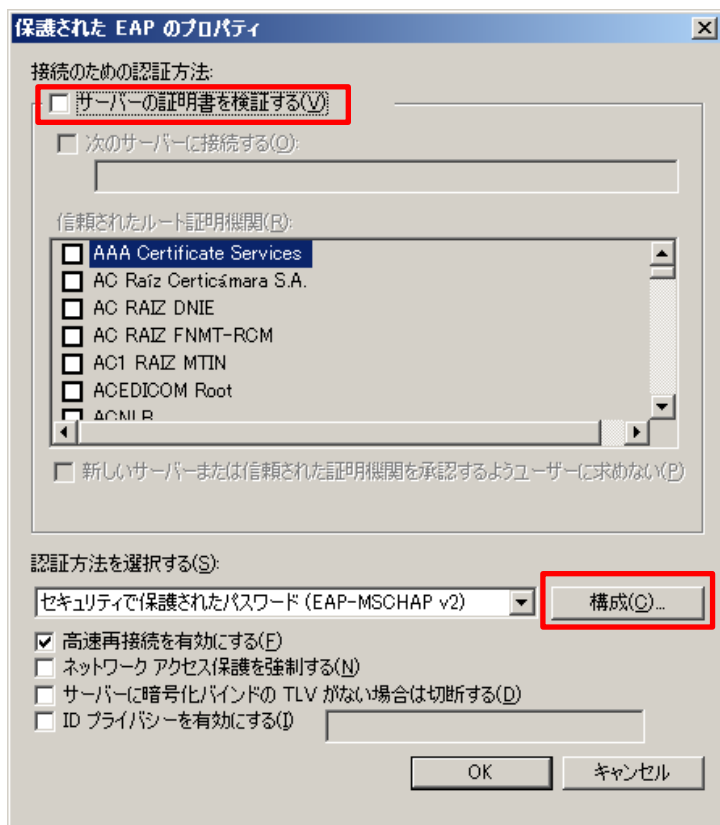 保護された EAP のプロパティ
接続のための認証方法:
サーバーの証明書を検証する(V)
次のサーバーに接続する(O):
信頼されたルート証明機関(R):
AAA Certificate Services
AC Raíz Certicámara S.A.
AC RAIZ DNIE
AC RAIZ FNMT-RCM
AC1 RAIZ MTIN
ACEDICOM Root
ACNLB
新しいサーバーまたは信頼された証明機関を承認するようユーザーに求めない(P)
認証方法を選択する(S):
セキュリティで保護されたパスワード (EAP-MSCHAP v2)
構成(C)...
高速再接続を有効にする(F)
ネットワーク アクセス保護を強制する(N)
サーバーに暗号化バインドの TLV がない場合は切断する(D)
ID プライバシーを有効にする(I)
OK
キャンセル